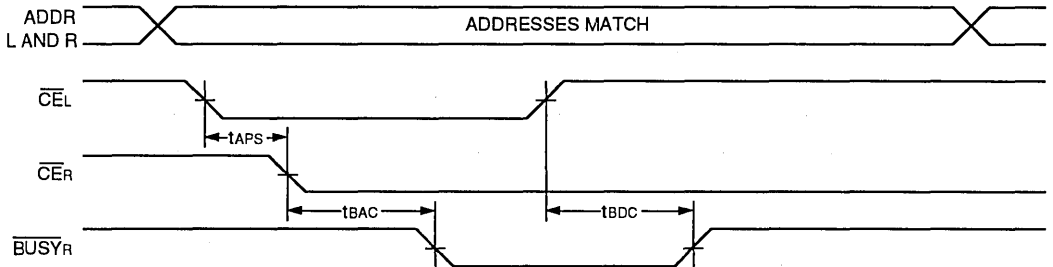 ADDR
L AND R
ADDRESSES MATCH
CEL
tAPS
CER
tBAC
tBDC
BUSYR